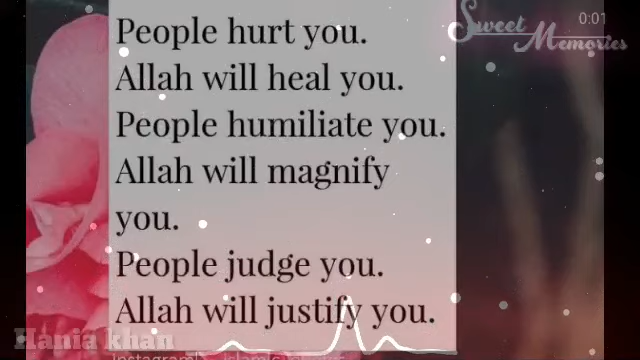 Sweet Memories
0:01
People hurt you.
Allah will heal you.
People humiliate you.
Allah will magnify
you.
People judge you.
Allah will justify you.
Hania khan